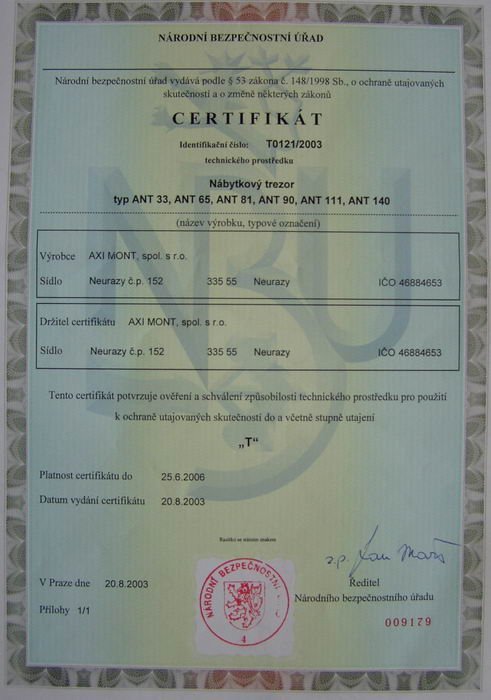 NÁRODNÍ BEZPEČNOSTNÍ ÚŘAD
Národní bezpečnostní úřad vydává podle § 53 zákona č. 148/1998 Sb., o ochraně utajovaných
skutečností a o změně některých zákonů
CERTIFIKÁT
Identifikační číslo: T0121/2003
technického prostředku
Nábytkový trezor
typ ANT 33, ANT 65, ANT 81, ANT 90, ANT 111, ANT 140
(název výrobku, typové označení)
Výrobce AXI MONT, spol. s r.o.
Sídlo Neurazy č.p. 152 335 55 Neurazy IČO 46884653
Držitel certifikátu AXI MONT, spol. s r.o.
Sídlo Neurazy č.p. 152 335 55 Neurazy IČO 46884653
Tento certifikát potvrzuje ověření a schválení způsobilosti technického prostředku pro použití
k ochraně utajovaných skutečností do a včetně stupně utajení
„T“
Platnost certifikátu do 25.6.2006
Datum vydání certifikátu 20.8.2003
Razítko se státním znakem
V Praze dne 20.8.2003
Přílohy 1/1
NÁRODNÍ BEZPEČNOSTNÍ
4
Ředitel
Národního bezpečnostního úřadu
009179
NBÚ